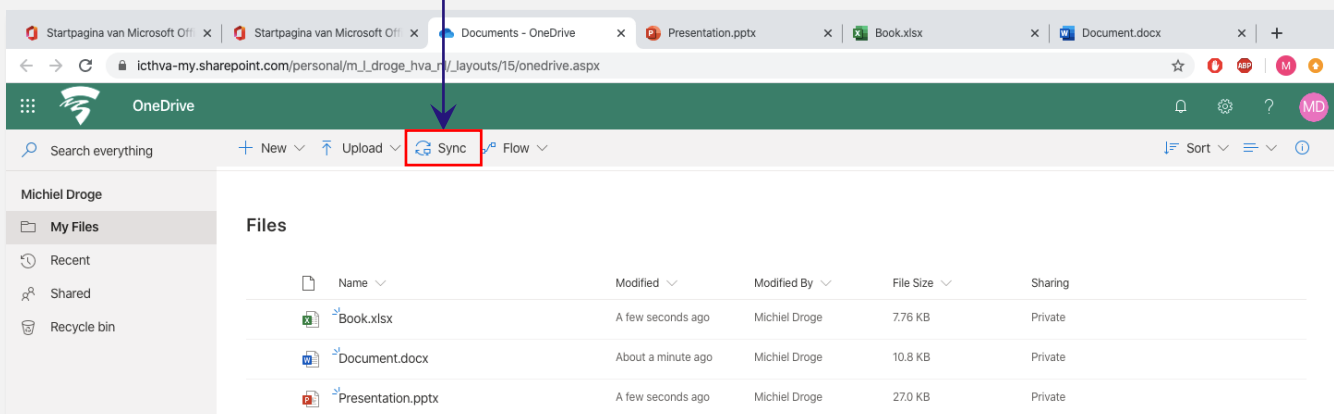 Startpagina van Microsoft Offi Startpagina van Microsoft Offi Documents - OneDrive Presentation.pptx Book.xlsx Document.docx
icthva-my.sharepoint.com/personal/m_l_droge_hva_nl/_layouts/15/onedrive.aspx ABP M
OneDrive ? MD
Search everything + New Upload Sync Flow Sort
Michiel Droge
My Files
Recent
Shared
Recycle bin
Files
Name Modified Modified By File Size Sharing
Book.xlsx A few seconds ago Michiel Droge 7.76 KB Private
Document.docx About a minute ago Michiel Droge 10.8 KB Private
Presentation.pptx A few seconds ago Michiel Droge 27.0 KB Private